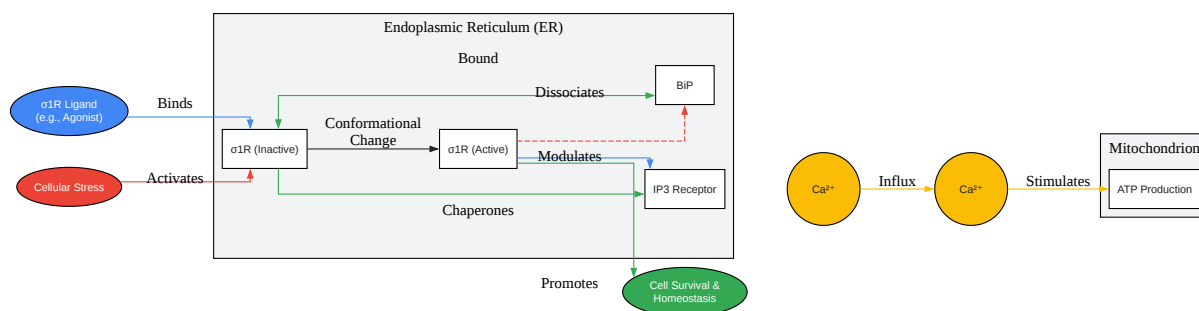 Endoplasmic Reticulum (ER)
Bound
BiP
Dissociates
σ1R Ligand
(e.g., Agonist)
Binds
Conformational
Change
σ1R (Inactive)
σ1R (Active)
Modulates
Cellular Stress
Activates
IP3 Receptor
Chaperones
Promotes
Cell Survival &
Homeostasis
Ca²⁺
Influx
Ca²⁺
Stimulates
Mitochondrion
ATP Production